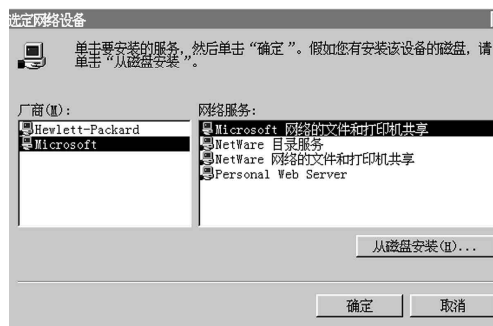 选定网络设备
单击要安装的服务，然后单击“确定”。假如您有安装该设备的磁盘，请
单击“从磁盘安装”。
厂商(M)：
网络服务：
Hewlett-Packard
Microsoft
Microsoft 网络的文件和打印机共享
NetWare 目录服务
NetWare 网络的文件和打印机共享
Personal Web Server
从磁盘安装(H)...
确定
取消